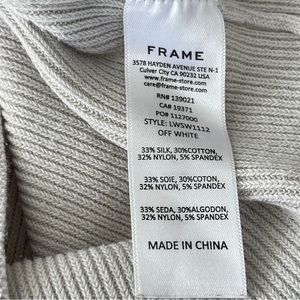 FRAME
3578 HAYDEN AVENUE STE N-1
Culver City CA 90232 USA
www.frame-store.com
care@frame-store.com
RN# 139021
CA# 19371
PO# 1127000
STYLE: LWSW1112
OFF WHITE
33% SILK, 30%COTTON,
32% NYLON, 5% SPANDEX
33% SOIE, 30%COTON,
32% NYLON, 5% SPANDEX
33% SEDA, 30%ALGODON,
32% NYLON, 5% SPANDEX
MADE IN CHINA